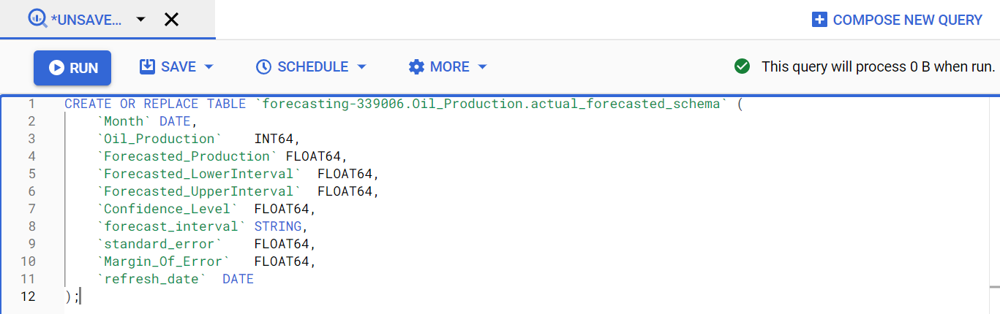 *UNSAVE...
COMPOSE NEW QUERY
RUN SAVE SCHEDULE MORE This query will process 0 B when run.
1 CREATE OR REPLACE TABLE `forecasting-339006.Oil_Production.actual_forecasted_schema` (
2 `Month` DATE,
3 `Oil_Production` INT64,
4 `Forecasted_Production` FLOAT64,
5 `Forecasted_LowerInterval` FLOAT64,
6 `Forecasted_UpperInterval` FLOAT64,
7 `Confidence_Level` FLOAT64,
8 `forecast_interval` STRING,
9 `standard_error` FLOAT64,
10 `Margin_Of_Error` FLOAT64,
11 `refresh_date` DATE
12 );